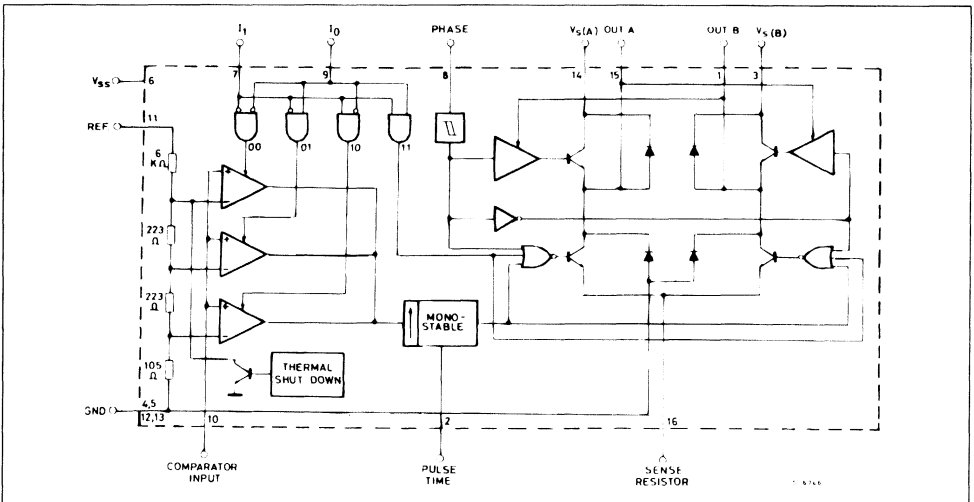 I1 I0 PHASE VS(A) OUT A OUT B VS(B)
VSS 6 7 9 8 14 15 1 3
REF 11
6 KΩ
00 01 10 11
+
−
223 Ω
+
−
223 Ω
+
−
MONO-STABLE
105 Ω
THERMAL SHUT DOWN
GND 4,5
12,13 10 2 16
COMPARATOR INPUT
PULSE TIME
SENSE RESISTOR